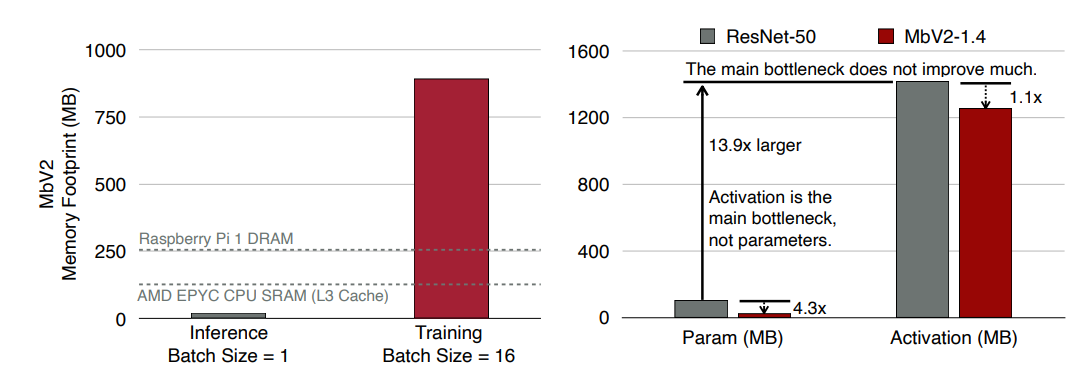 MbV2
Memory Footprint (MB)
1000
750
500
250
0
Raspberry Pi 1 DRAM
AMD EPYC CPU SRAM (L3 Cache)
Inference
Batch Size = 1
Training
Batch Size = 16
ResNet-50
MbV2-1.4
1600
1200
800
400
0
The main bottleneck does not improve much.
1.1x
13.9x larger
Activation is the
main bottleneck,
not parameters.
4.3x
Param (MB)
Activation (MB)